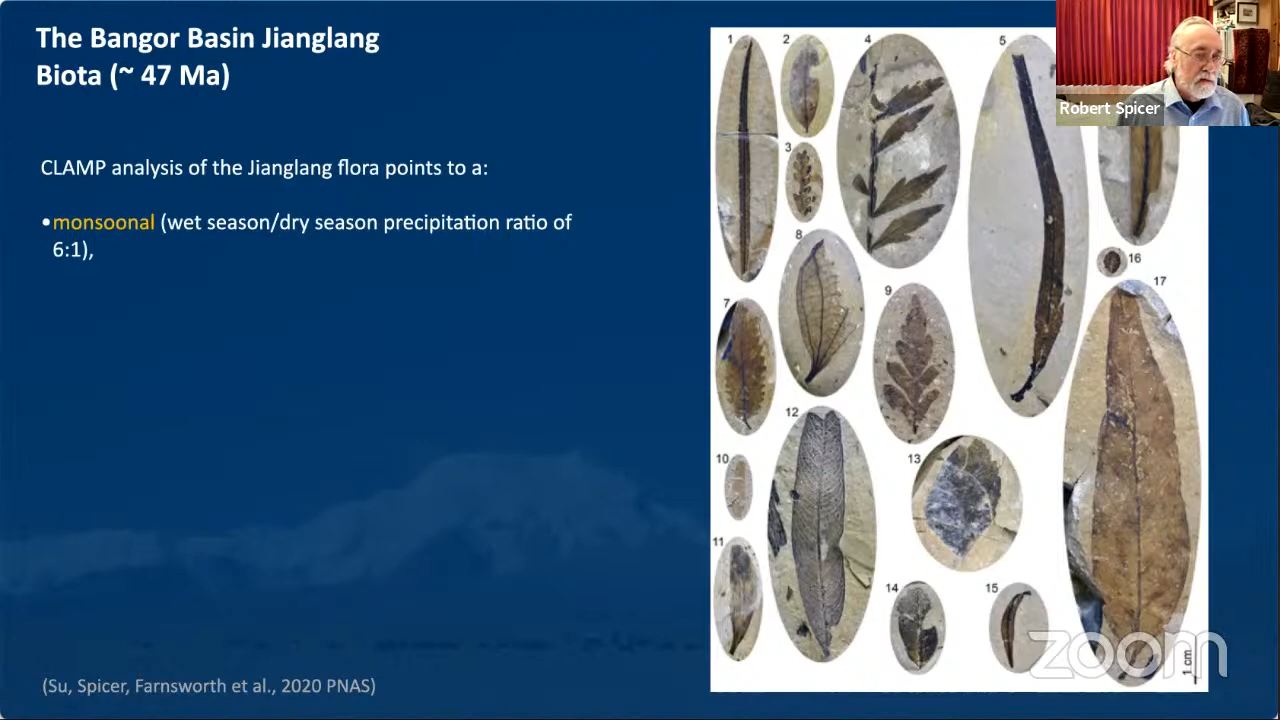 The Bangor Basin Jianglang
Biota (~ 47 Ma)
CLAMP analysis of the Jianglang flora points to a:
•monsoonal (wet season/dry season precipitation ratio of
6:1),
(Su, Spicer, Farnsworth et al., 2020 PNAS)
1
2
3
4
5
7
8
9
10
11
12
13
14
15
16
17
1 cm
Robert Spicer
zoom